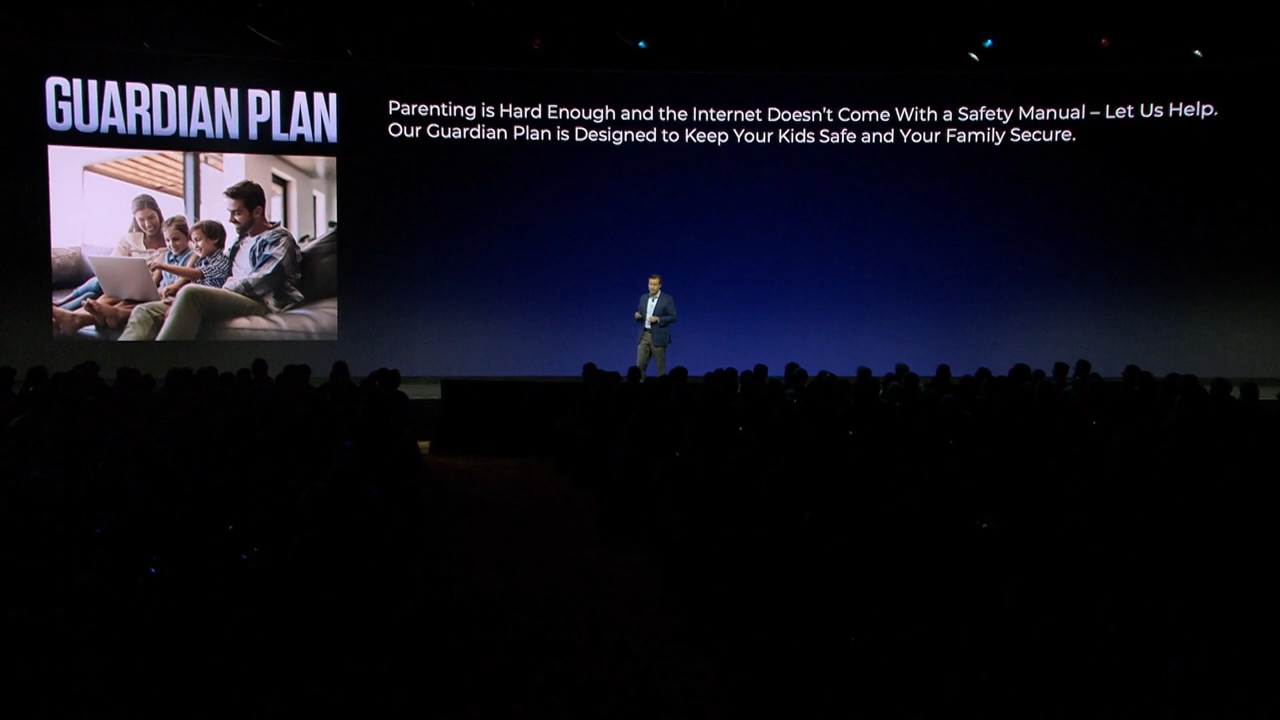 GUARDIAN PLAN
Parenting is Hard Enough and the Internet Doesn't Come With a Safety Manual – Let Us Help.
Our Guardian Plan is Designed to Keep Your Kids Safe and Your Family Secure.